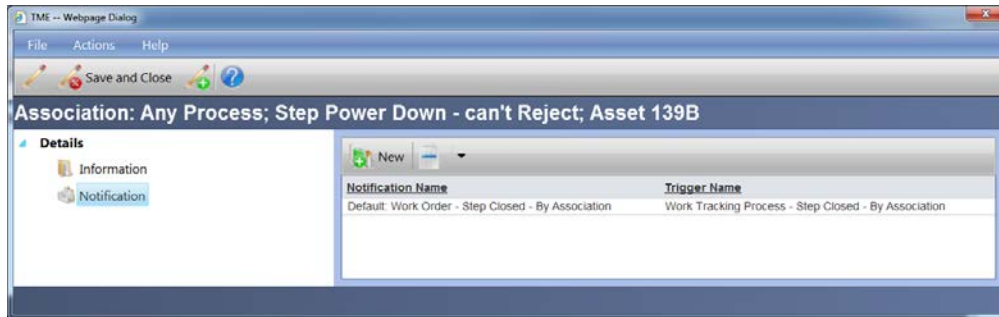 TME -- Webpage Dialog
File Actions Help
Save and Close
Association: Any Process; Step Power Down - can't Reject; Asset 139B
Details
Information
Notification
New
Notification Name Trigger Name
Default: Work Order - Step Closed - By Association Work Tracking Process - Step Closed - By Association